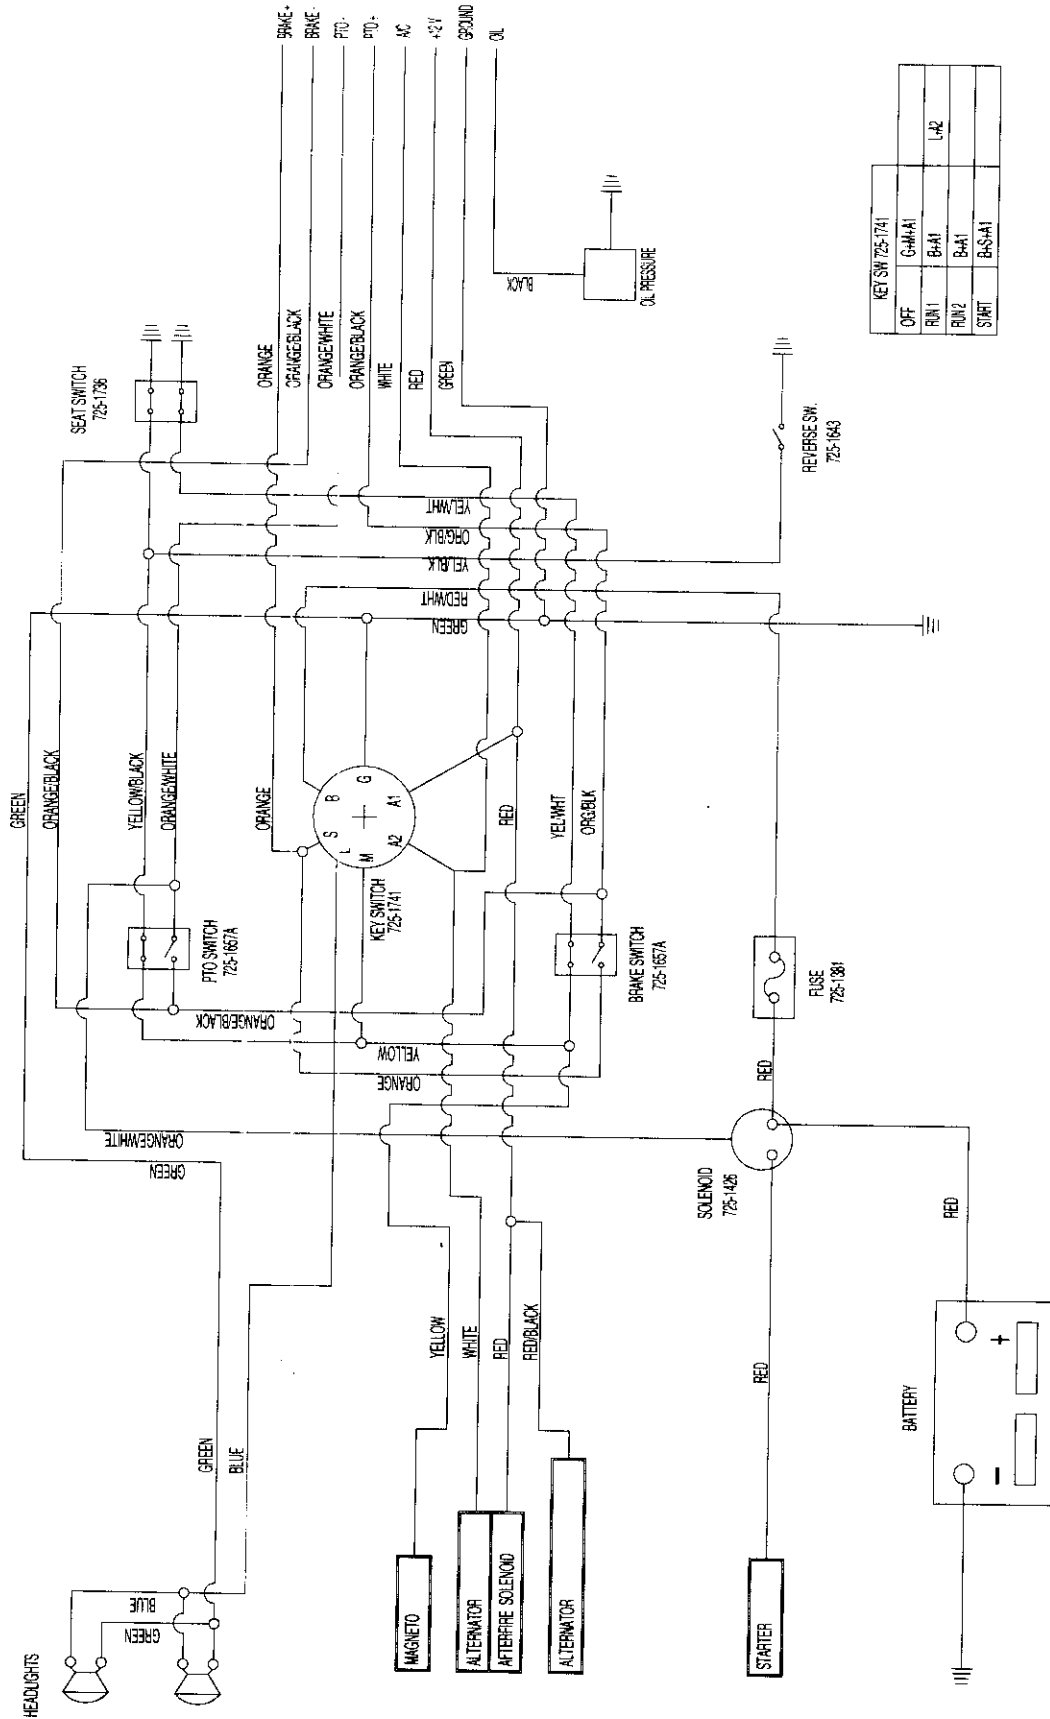 BRAKE+
BRAKE-
PTO -
PTO +
A/C
+12 V
GROUND
OIL
ORANGE
ORANGE/BLACK
ORANGE/WHITE
ORANGE/BLACK
WHITE
RED
GREEN
BLACK
OIL PRESSURE
KEY SW 725-1741
OFF G+M+A1
RUN 1 B+A1 L+A2
RUN 2 B+A1
START B+S+A1
SEAT SWITCH
725-1736
REVERSE SW.
725-1643
YEL/WHT
ORG/BLK
YEL/BLK
RED/WHT
GREEN
GREEN
ORANGE/BLACK
YELLOW/BLACK
ORANGE/WHITE
ORANGE
RED
YEL/WHT
ORG/BLK
B
G
S
L
M
A1
A2
KEY SWITCH
725-1741
PTO SWITCH
725-1657A
BRAKE SWITCH
725-1657A
FUSE
725-1381
ORANGE/BLACK
YELLOW
ORANGE
RED
ORANGE/WHITE
GREEN
SOLENOID
725-1426
RED
YELLOW
WHITE
RED
RED/BLACK
RED
GREEN
BLUE
BATTERY
+
-
HEADLIGHTS
BLUE
GREEN
MAGNETO
ALTERNATOR
AFTERFIRE SOLENOID
ALTERNATOR
STARTER